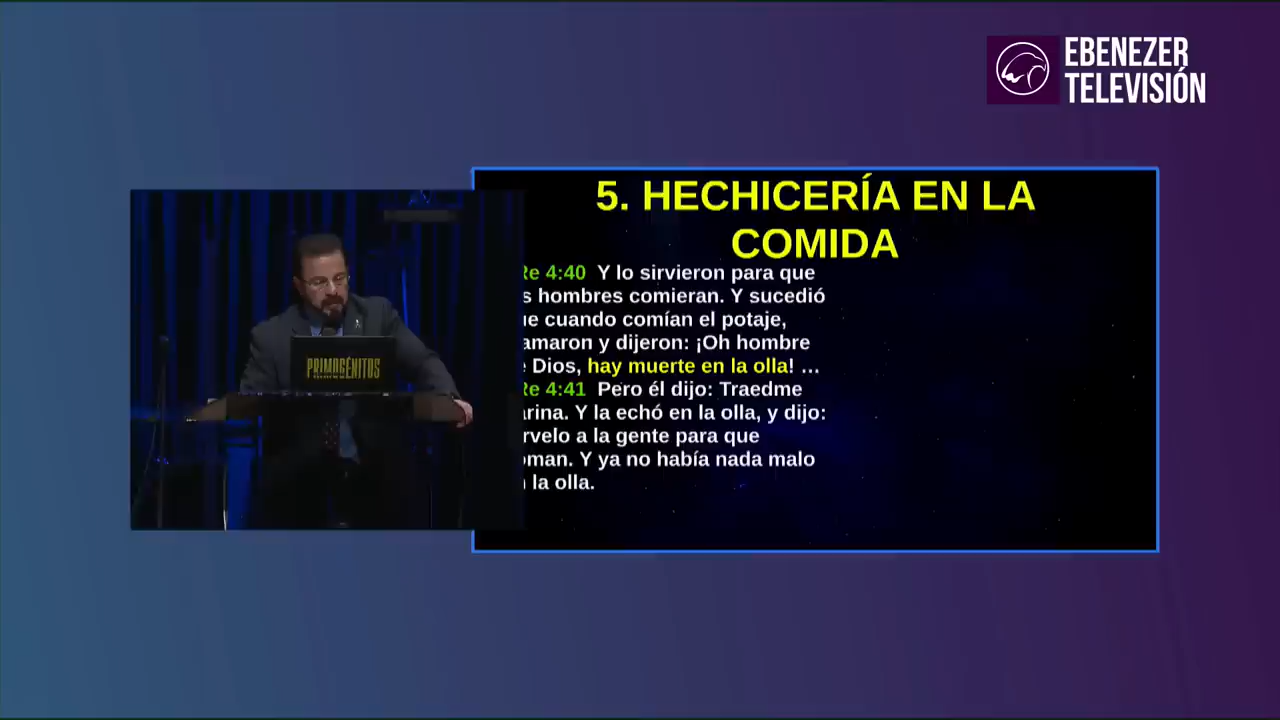 EBENEZER
TELEVISIÓN
5. HECHICERÍA EN LA
COMIDA
Re 4:40 Y lo sirvieron para que
hombres comieran. Y sucedió
cuando comían el potaje,
y dijeron: ¡Oh hombre
Dios, hay muerte en la olla! ...
Re 4:41 Pero él dijo: Traedme
Y la echó en la olla, y dijo:
a la gente para que
Y ya no había nada malo
la olla.
PRIMOGÉNITOS